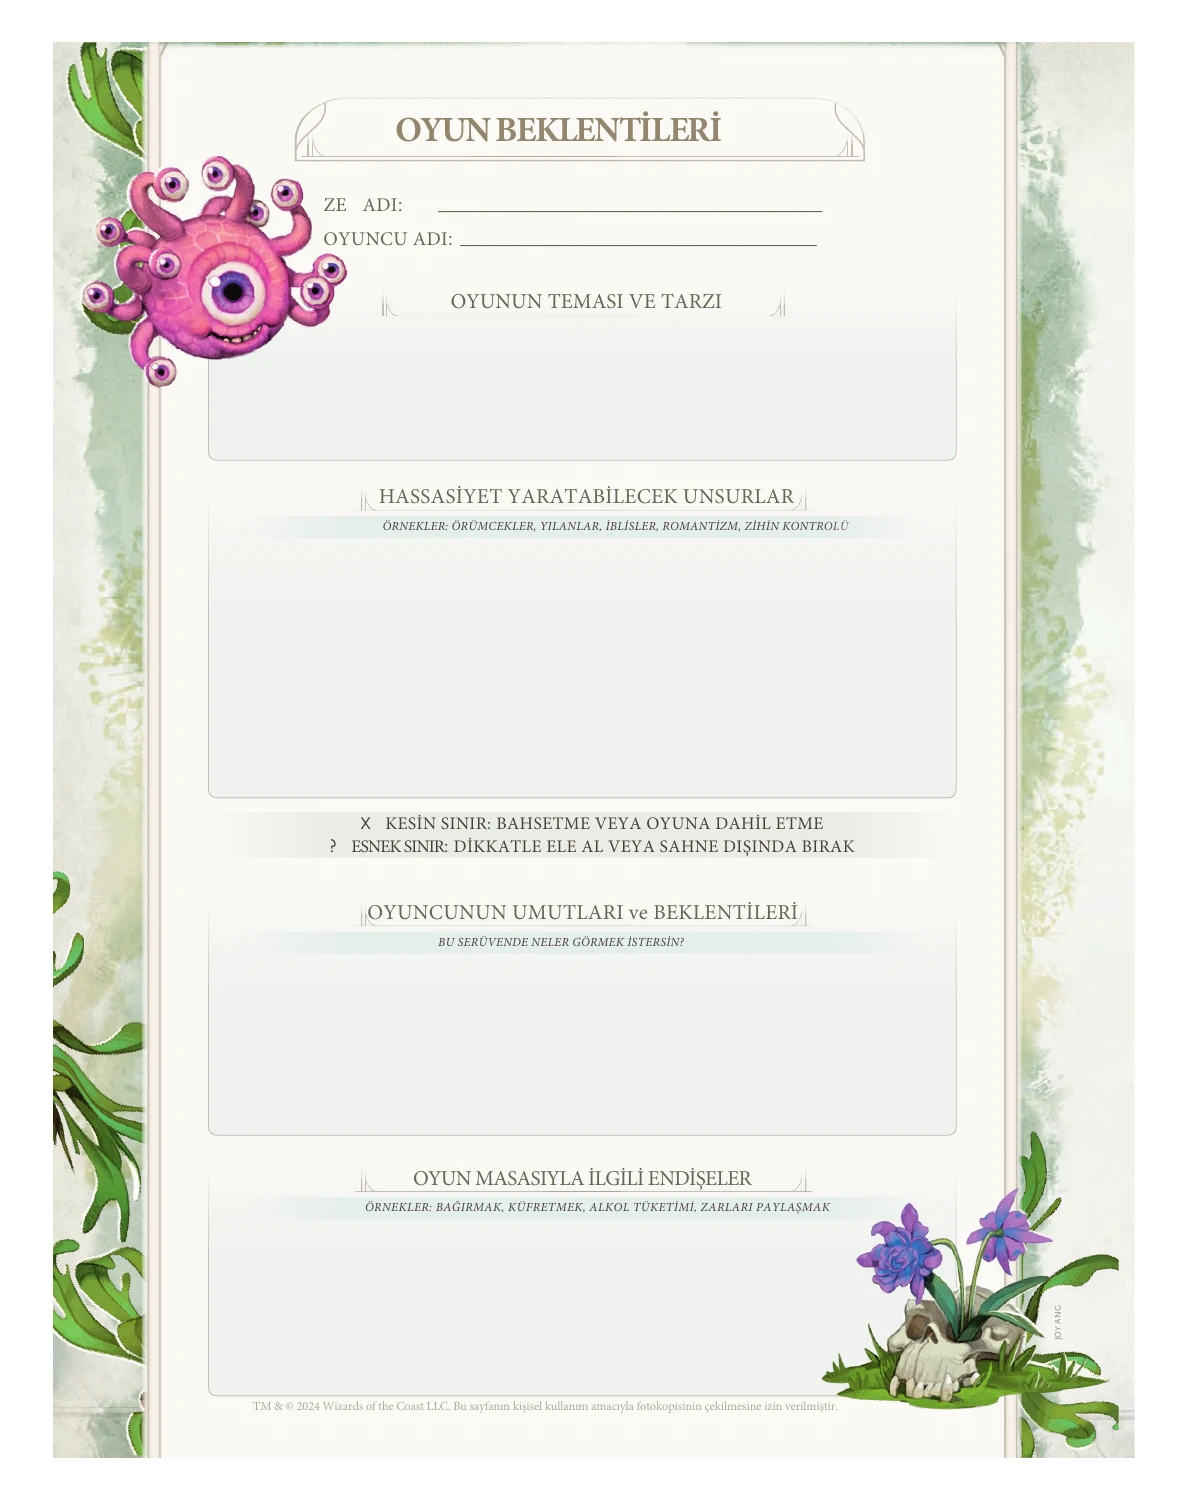 OYUN BEKLENTİLERİ
ZE ADI:
OYUNCU ADI:
OYUNUN TEMASI VE TARZI
HASSASİYET YARATABİLECEK UNSURLAR
ÖRNEKLER: ÖRÜMCEKLER, YILANLAR, İBLİSLER, ROMANTİZM, ZİHİN KONTROLÜ
X KESİN SINIR: BAHSETME VEYA OYUNA DAHİL ETME
? ESNEK SINIR: DİKKATLE ELE AL VEYA SAHNE DIŞINDA BIRAK
OYUNCUNUN UMUTLARI ve BEKLENTİLERİ
BU SERÜVENDE NELER GÖRMEK İSTERSİN?
OYUN MASASIYLA İLGİLİ ENDİŞELER
ÖRNEKLER: BAĞIRMAK, KÜFRETMEK, ALKOL TÜKETİMİ, ZARLARI PAYLAŞMAK
JOY ANG
TM & © 2024 Wizards of the Coast LLC. Bu sayfanın kişisel kullanım amacıyla fotokopisinin çekilmesine izin verilmiştir.